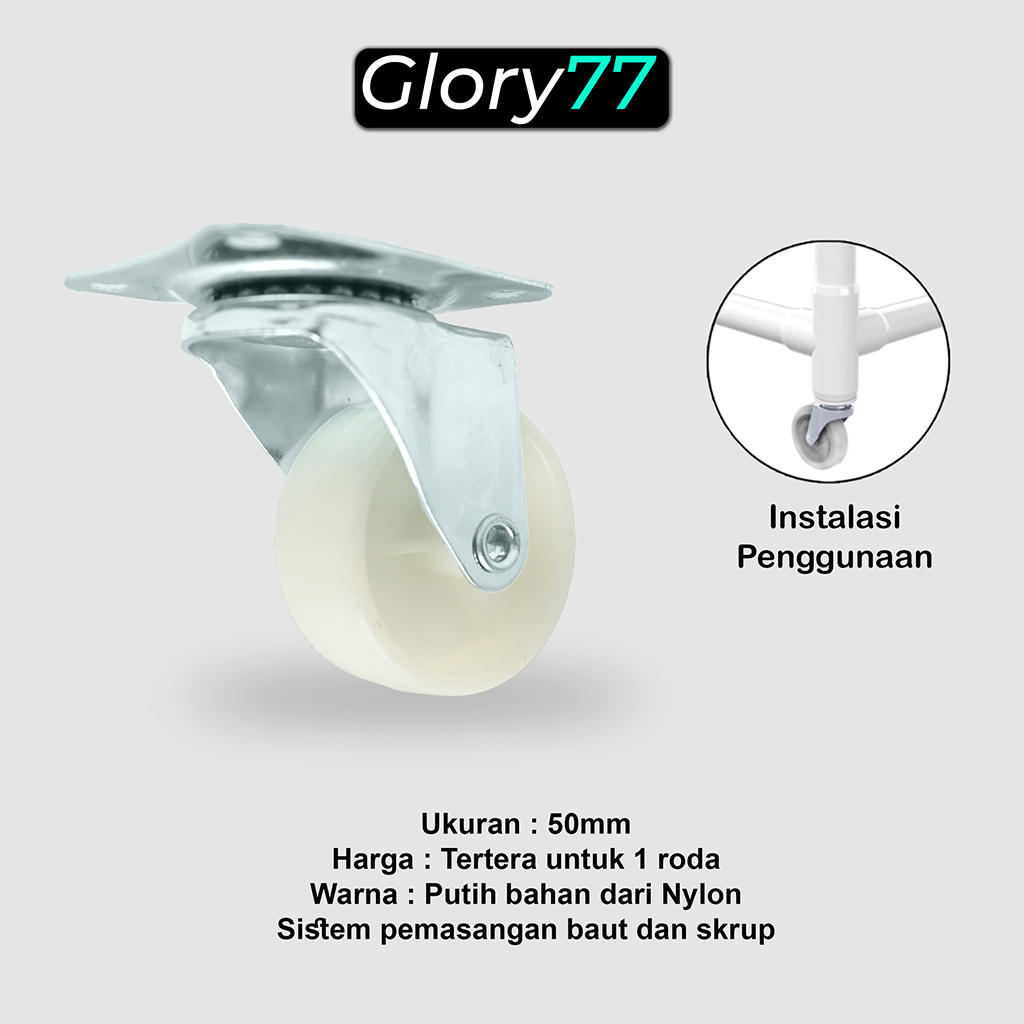 Glory77
Instalasi
Penggunaan
Ukuran : 50mm
Harga : Tertera untuk 1 roda
Warna : Putih bahan dari Nylon
Sistem pemasangan baut dan skrup